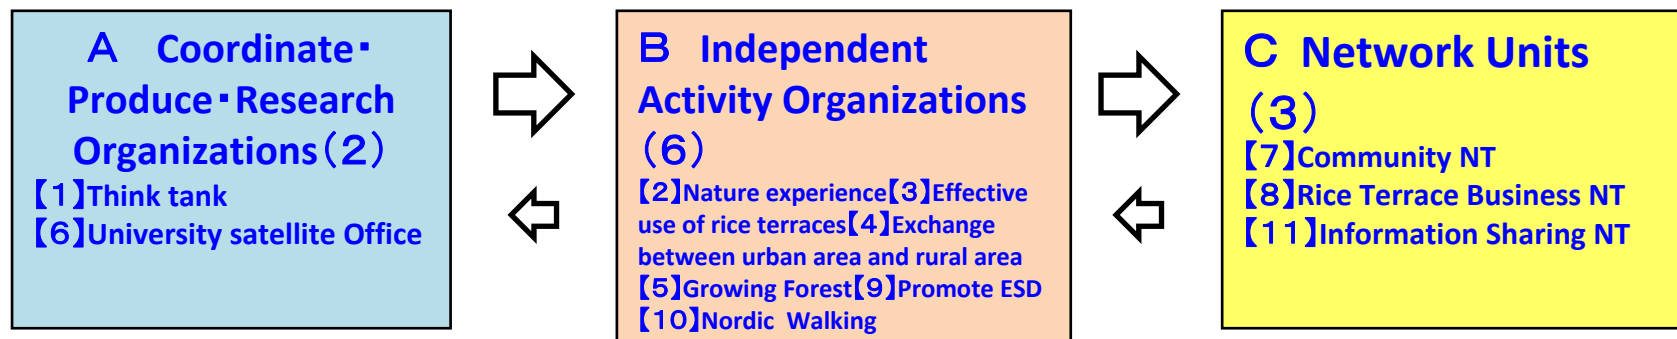 A　Coordinate・
Produce・Research
Organizations（２）
【１】Think tank
【６】University satellite Office
B　Independent
Activity Organizations
（６）
【２】Nature experience【３】Effective
use of rice terraces【４】Exchange
between urban area and rural area
【５】Growing Forest【９】Promote ESD
【１０】Nordic Walking
C Network Units
（３）
【７】Community NT
【８】Rice Terrace Business NT
【１１】Information Sharing NT